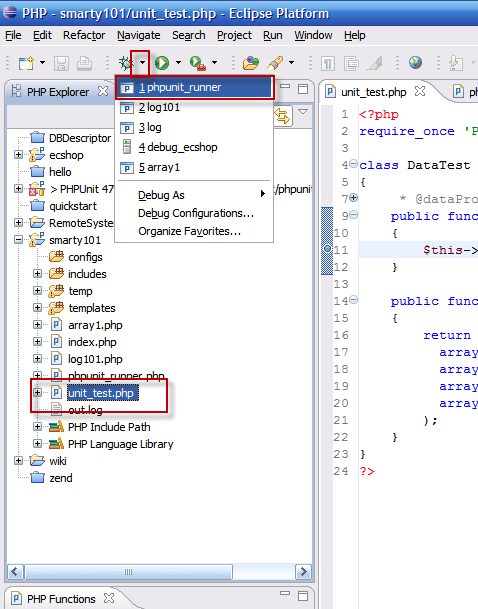 PHP - smarty101/unit_test.php - Eclipse Platform
File Edit Refactor Navigate Search Project Run Window Help
PHP Explorer
1 phpunit_runner
2 log101
3 log
4 debug_ecshop
5 array1
Debug As
Debug Configurations...
Organize Favorites...
DBDescriptor
ecshop
hello
> PHPUnit 47
/phpunit
quickstart
RemoteSystem
smarty101
configs
includes
temp
templates
array1.php
index.php
log101.php
phpunit_runner.php
unit_test.php
out.log
PHP Include Path
PHP Language Library
wiki
zend
PHP Functions
unit_test.php
ph
1 <?php
2 require_once 'P
3
4 class DataTest
5 {
7 * @dataPro
9 public func
10 {
11 $this->
12 }
13
14 public func
15 {
16 return
17 array
18 array
19 array
20 array
21 );
22 }
23 }
24 ?>